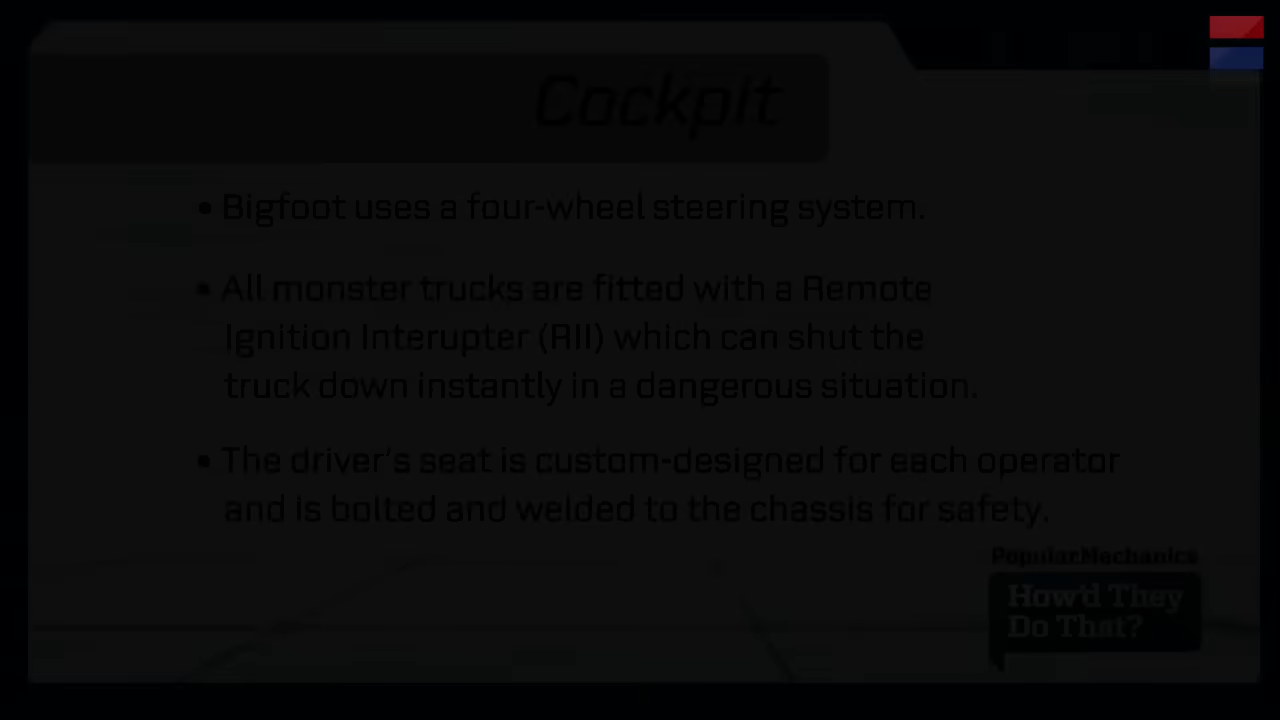 Cockpit
• Bigfoot uses a four-wheel steering system.
• All monster trucks are fitted with a Remote
Ignition Interupter (RII) which can shut the
truck down instantly in a dangerous situation.
• The driver's seat is custom-designed for each operator
and is bolted and welded to the chassis for safety.
PopularMechanics
How'd They
Do That?